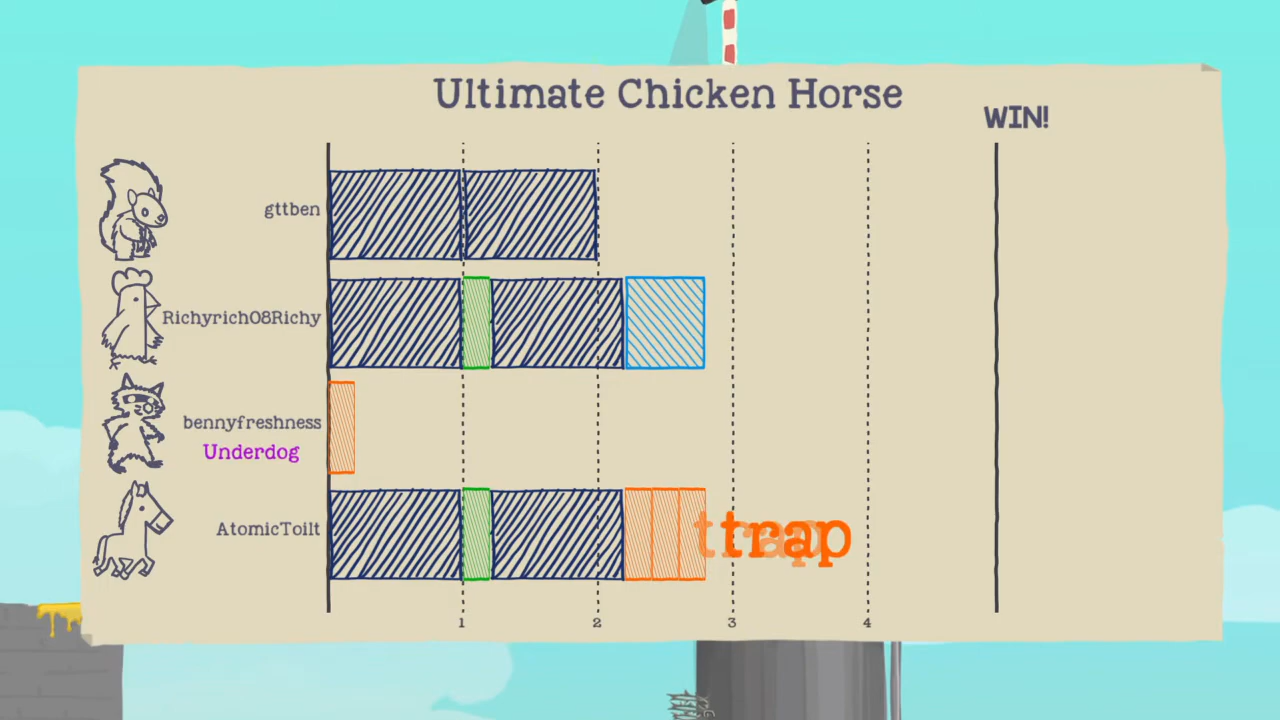 Ultimate Chicken Horse
WIN!
gttben
Richyrich08Richy
bennyfreshness
Underdog
AtomicToilt
trap
1 2 3 4